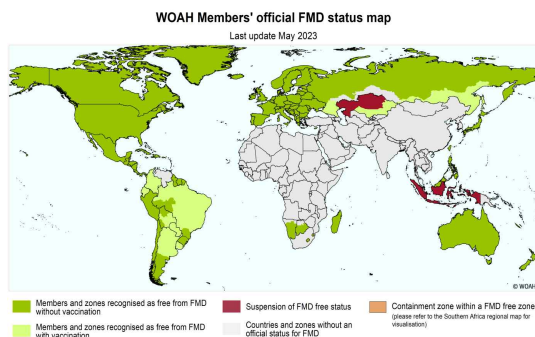 WOAH Members' official FMD status map
Last update May 2023
© WOAH
Members and zones recognised as free from FMD
without vaccination
Members and zones recognised as free from FMD
with vaccination
Suspension of FMD free status
Countries and zones without an
official status for FMD
Containment zone within a FMD free zone
(please refer to the Southern Africa regional map for
visualisation)